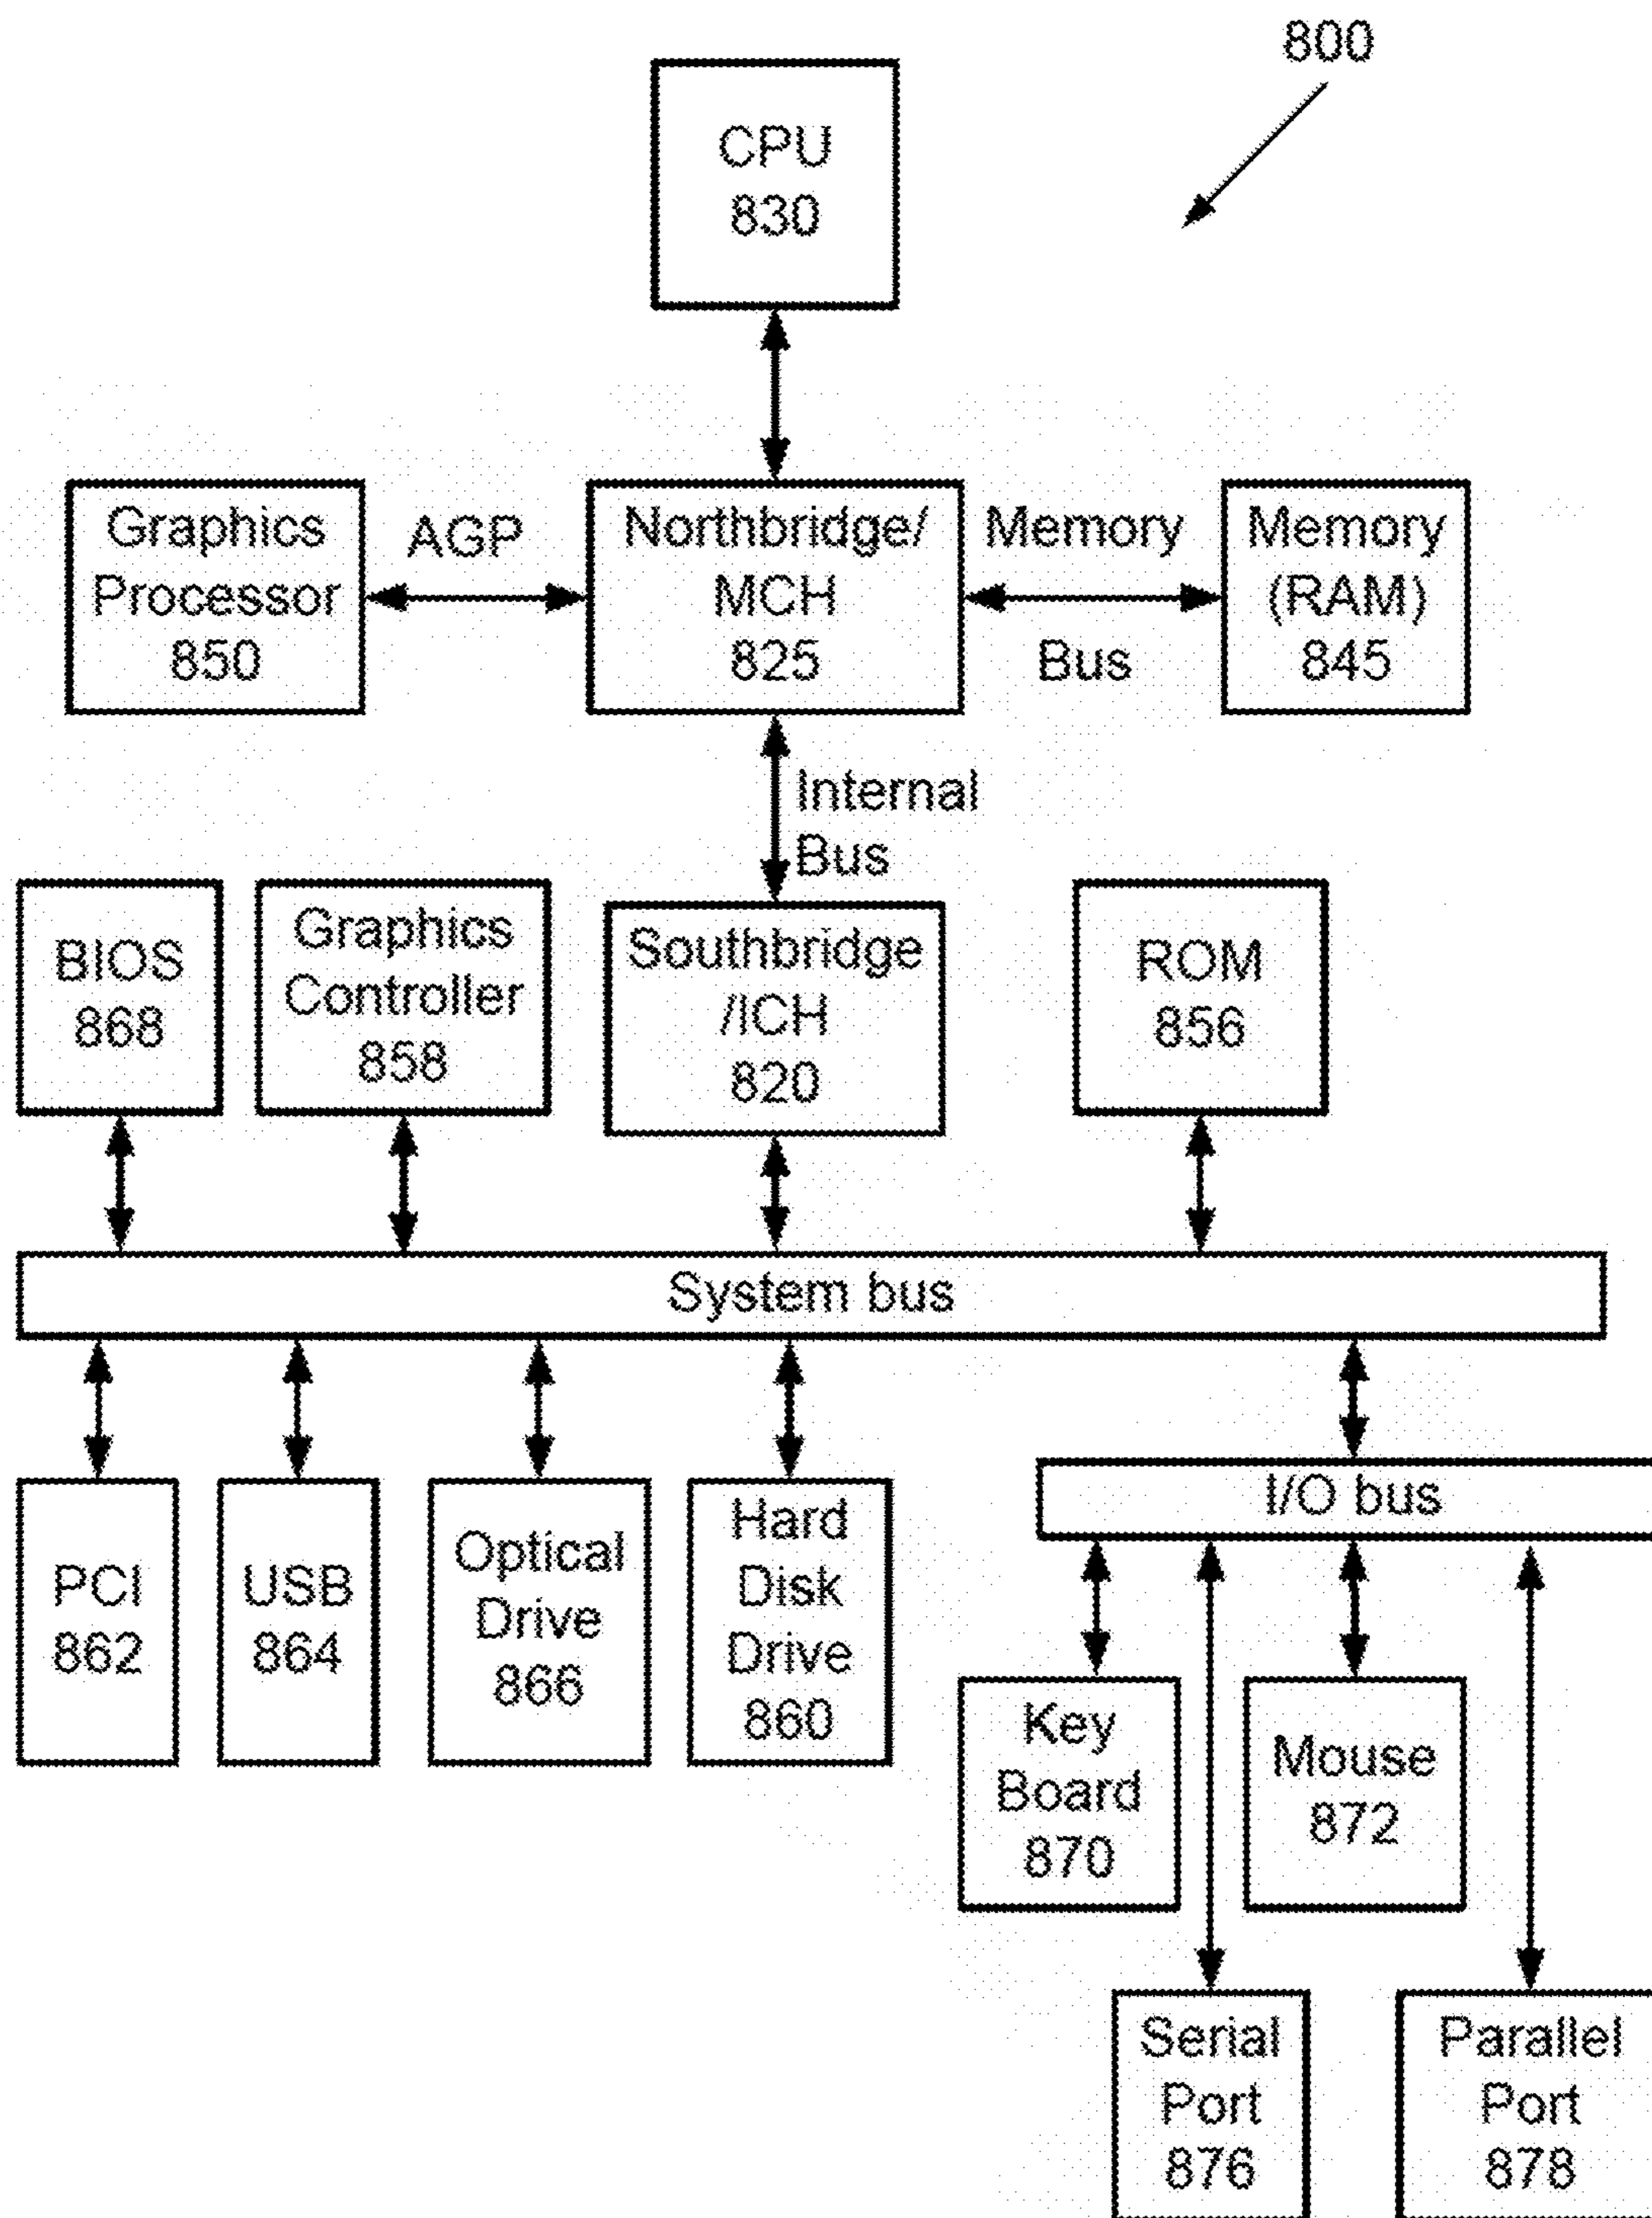 800
CPU
830
Graphics
Processor
850
AGP
Northbridge/
MCH
825
Memory
Bus
Memory
(RAM)
845
Internal
Bus
BIOS
868
Graphics
Controller
858
Southbridge
/ICH
820
ROM
856
System bus
PCI
862
USB
864
Optical
Drive
866
Hard
Disk
Drive
860
I/O bus
Key
Board
870
Mouse
872
Serial
Port
876
Parallel
Port
878